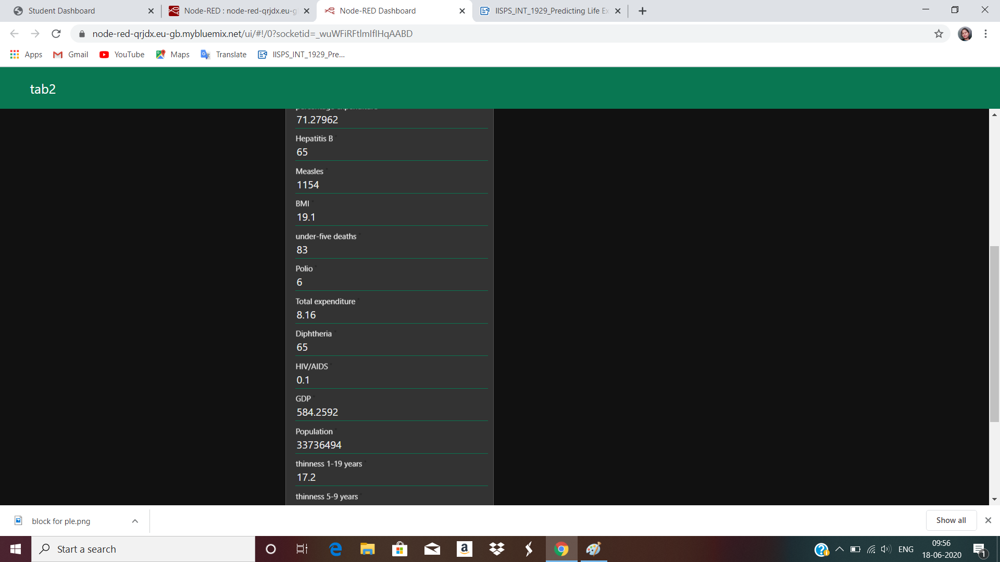 Student Dashboard
Node-RED : node-red-qrjdx.eu-g
Node-RED Dashboard
IISPS_INT_1929_Predicting Life Ex
node-red-qrjdx.eu-gb.mybluemix.net/ui/#!/0?socketid=_wuWFiRFtlmIfIHqAABD
Apps
Gmail
YouTube
Maps
Translate
IISPS_INT_1929_Pre...
tab2
percentage expenditure
71.27962
Hepatitis B *
65
Measles *
1154
BMI *
19.1
under-five deaths *
83
Polio *
6
Total expenditure *
8.16
Diphtheria *
65
HIV/AIDS *
0.1
GDP *
584.2592
Population *
33736494
thinness 1-19 years *
17.2
thinness 5-9 years *
block for ple.png
Show all
Start a search
ENG
09:56
18-06-2020
1